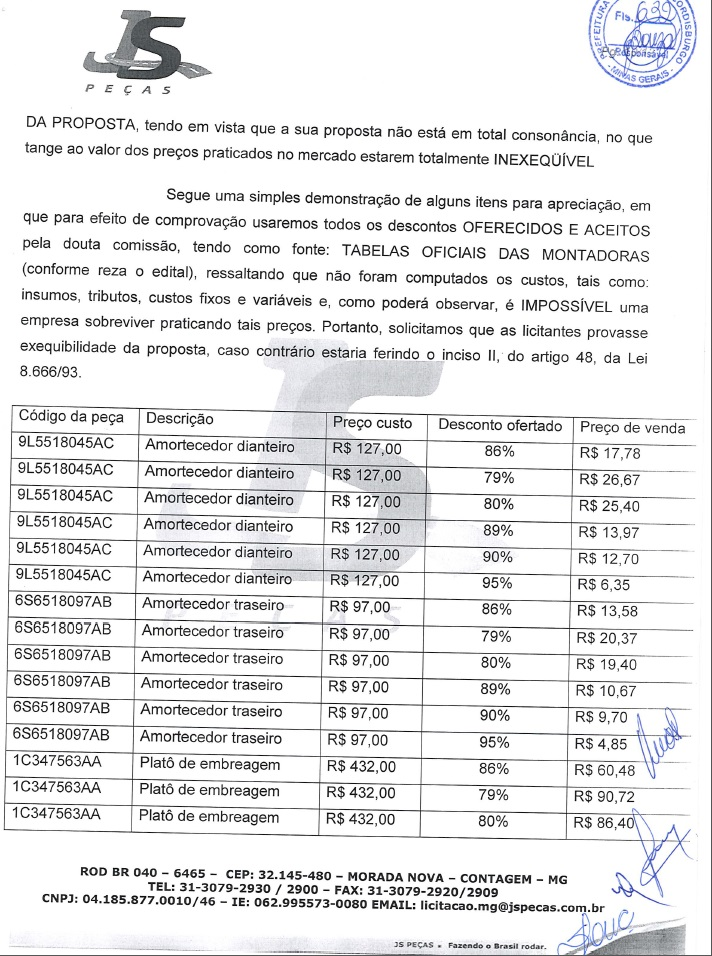 JS
PEÇAS
PREFEITURA
CORDISBURGO
Fls. 639
Responsável
- MINAS GERAIS -
DA PROPOSTA, tendo em vista que a sua proposta não está em total consonância, no que
tange ao valor dos preços praticados no mercado estarem totalmente INEXEQÜÍVEL
Segue uma simples demonstração de alguns itens para apreciação, em
que para efeito de comprovação usaremos todos os descontos OFERECIDOS E ACEITOS
pela douta comissão, tendo como fonte: TABELAS OFICIAIS DAS MONTADORAS
(conforme reza o edital), ressaltando que não foram computados os custos, tais como:
insumos, tributos, custos fixos e variáveis e, como poderá observar, é IMPOSSÍVEL uma
empresa sobreviver praticando tais preços. Portanto, solicitamos que as licitantes provasse
exequibilidade da proposta, caso contrário estaria ferindo o inciso II, do artigo 48, da Lei
8.666/93.
Código da peça Descrição Preço custo Desconto ofertado Preço de venda
9L5518045AC Amortecedor dianteiro R$ 127,00 86% R$ 17,78
9L5518045AC Amortecedor dianteiro R$ 127,00 79% R$ 26,67
9L5518045AC Amortecedor dianteiro R$ 127,00 80% R$ 25,40
9L5518045AC Amortecedor dianteiro R$ 127,00 89% R$ 13,97
9L5518045AC Amortecedor dianteiro R$ 127,00 90% R$ 12,70
9L5518045AC Amortecedor dianteiro R$ 127,00 95% R$ 6,35
6S6518097AB Amortecedor traseiro R$ 97,00 86% R$ 13,58
6S6518097AB Amortecedor traseiro R$ 97,00 79% R$ 20,37
6S6518097AB Amortecedor traseiro R$ 97,00 80% R$ 19,40
6S6518097AB Amortecedor traseiro R$ 97,00 89% R$ 10,67
6S6518097AB Amortecedor traseiro R$ 97,00 90% R$ 9,70
6S6518097AB Amortecedor traseiro R$ 97,00 95% R$ 4,85
1C347563AA Platô de embreagem R$ 432,00 86% R$ 60,48
1C347563AA Platô de embreagem R$ 432,00 79% R$ 90,72
1C347563AA Platô de embreagem R$ 432,00 80% R$ 86,40
ROD BR 040 – 6465 – CEP: 32.145-480 – MORADA NOVA – CONTAGEM – MG
TEL: 31-3079-2930 / 2900 – FAX: 31-3079-2920/2909
CNPJ: 04.185.877.0010/46 – IE: 062.995573-0080 EMAIL: licitacao.mg@jspecas.com.br
JS PEÇAS • Fazendo o Brasil rodar.